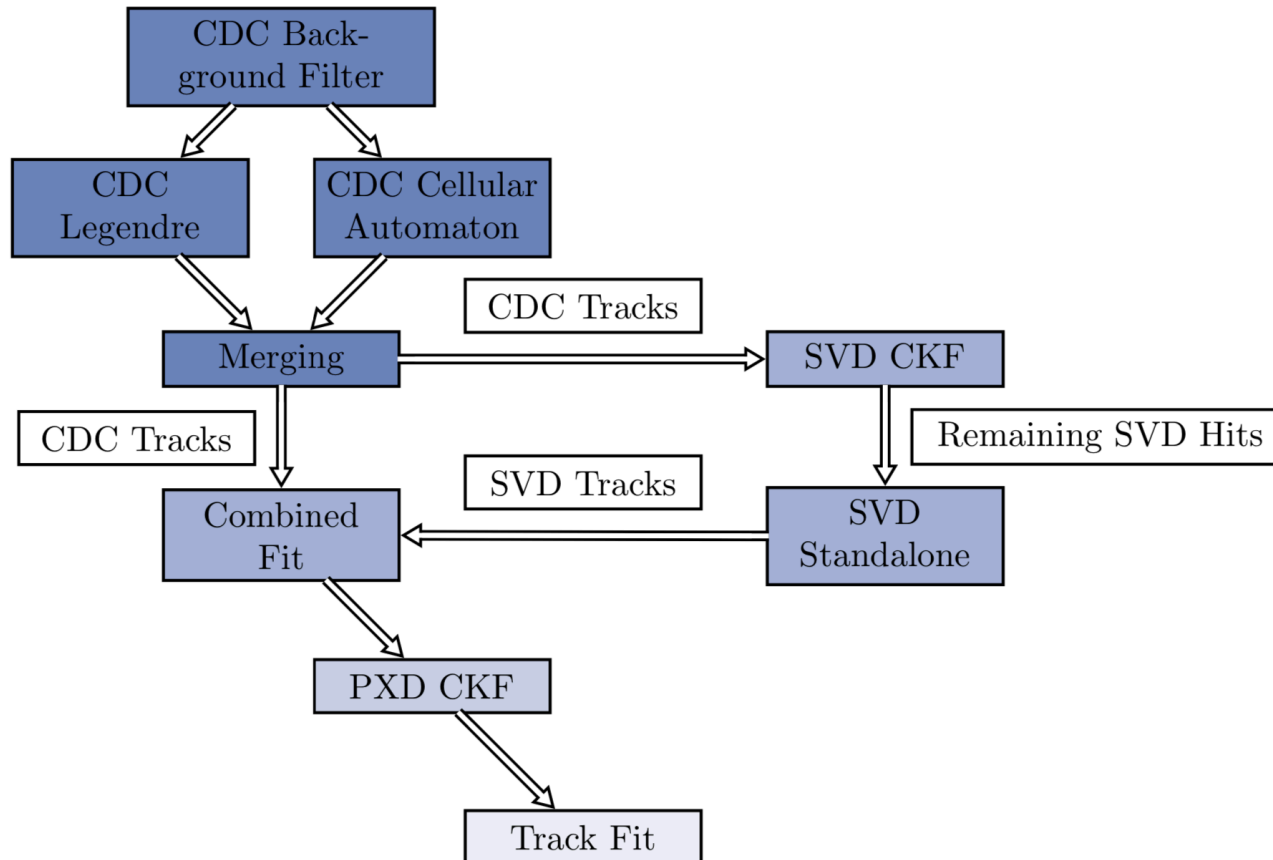 CDC Back-
ground Filter
CDC
Legendre
CDC Cellular
Automaton
CDC Tracks
Merging
SVD CKF
CDC Tracks
Remaining SVD Hits
SVD Tracks
Combined
Fit
SVD
Standalone
PXD CKF
Track Fit